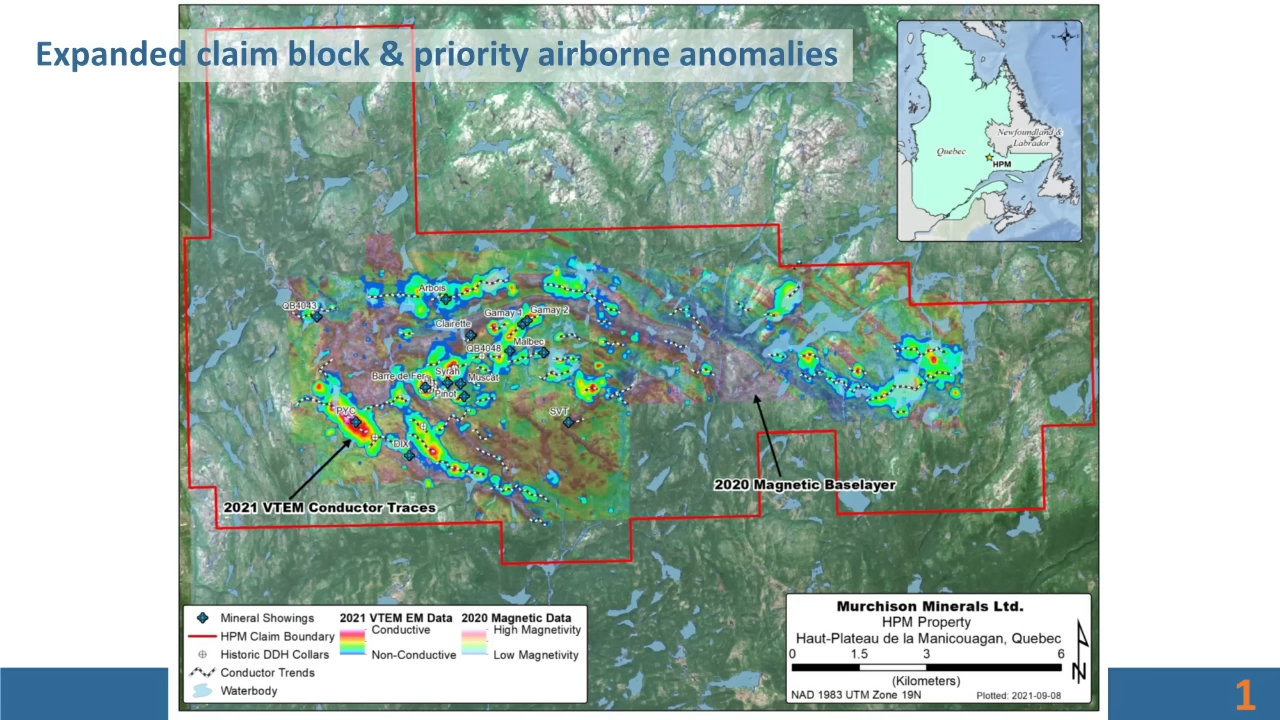 Expanded claim block & priority airborne anomalies
Newfoundland &
Labrador
Quebec
HPM
Arbois
QB4043
Gamay 1
Gamay 2
Clairette
Malbec
QB4048
Syrah
Barre de Fer
Muscat
Pinot
PYC
SVT
DIX
2020 Magnetic Baselayer
2021 VTEM Conductor Traces
Mineral Showings
HPM Claim Boundary
Historic DDH Collars
Conductor Trends
Waterbody
2021 VTEM EM Data
Conductive
Non-Conductive
2020 Magnetic Data
High Magnetivity
Low Magnetivity
Murchison Minerals Ltd.
HPM Property
Haut-Plateau de la Manicouagan, Quebec
0 1.5 3 6
(Kilometers)
NAD 1983 UTM Zone 19N
Plotted: 2021-09-08
N
1